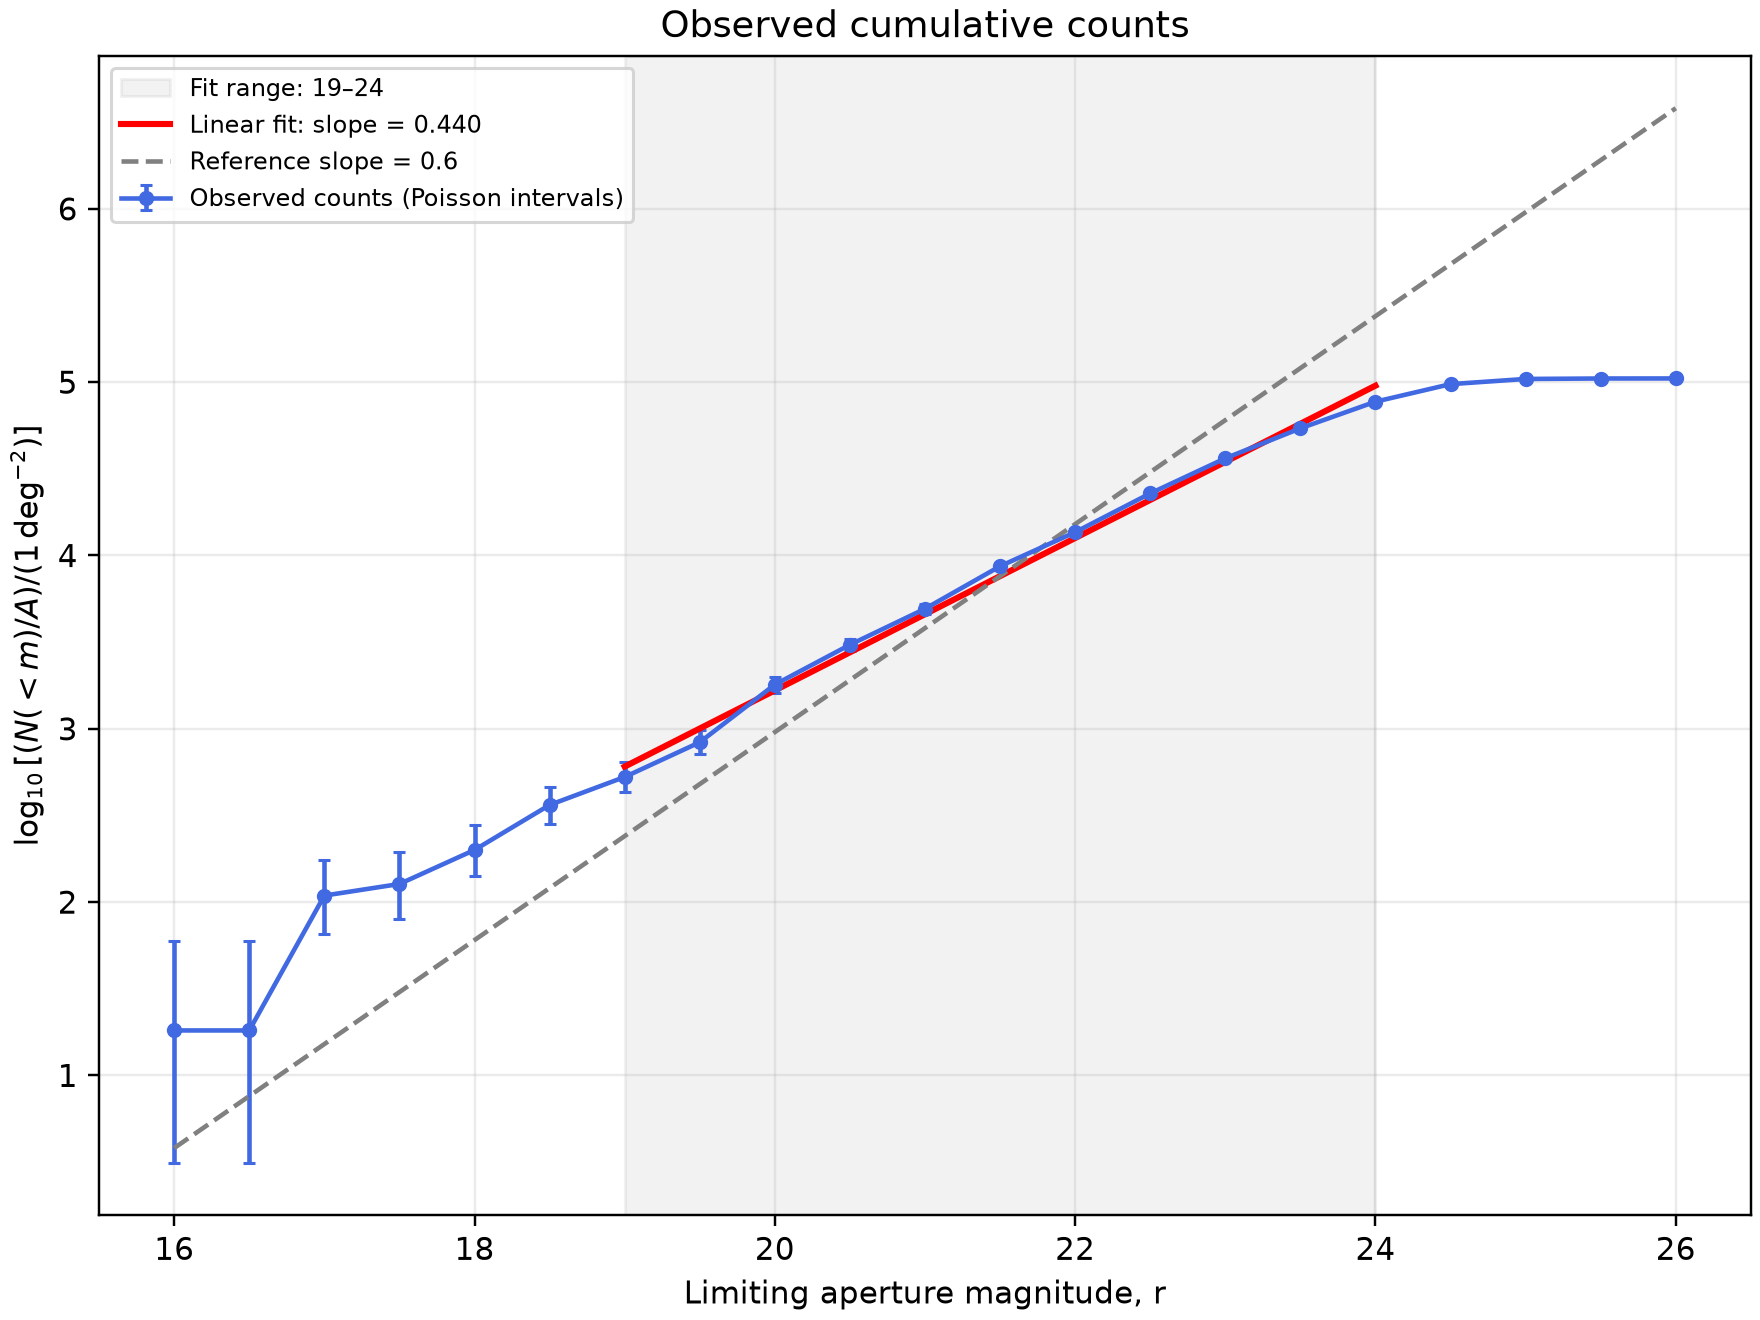 Observed cumulative counts
Fit range: 19–24
Linear fit: slope = 0.440
Reference slope = 0.6
Observed counts (Poisson intervals)
log₁₀ [(N( < m)/A)/(1 deg⁻²)]
6
5
4
3
2
1
16 18 20 22 24 26
Limiting aperture magnitude, r